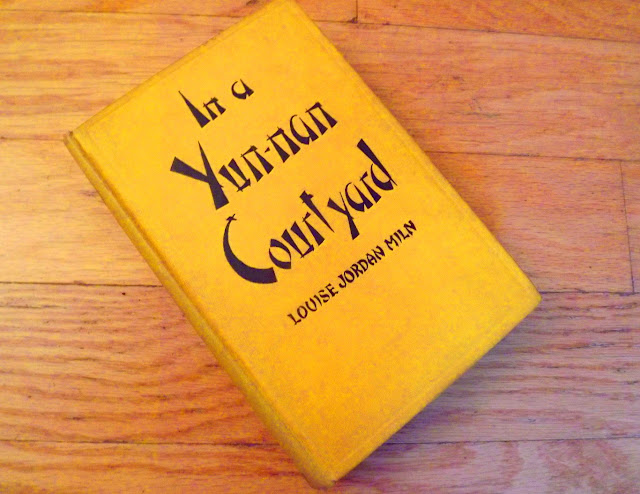 In a
Yun-nan
Courtyard
LOUISE JORDAN MILN